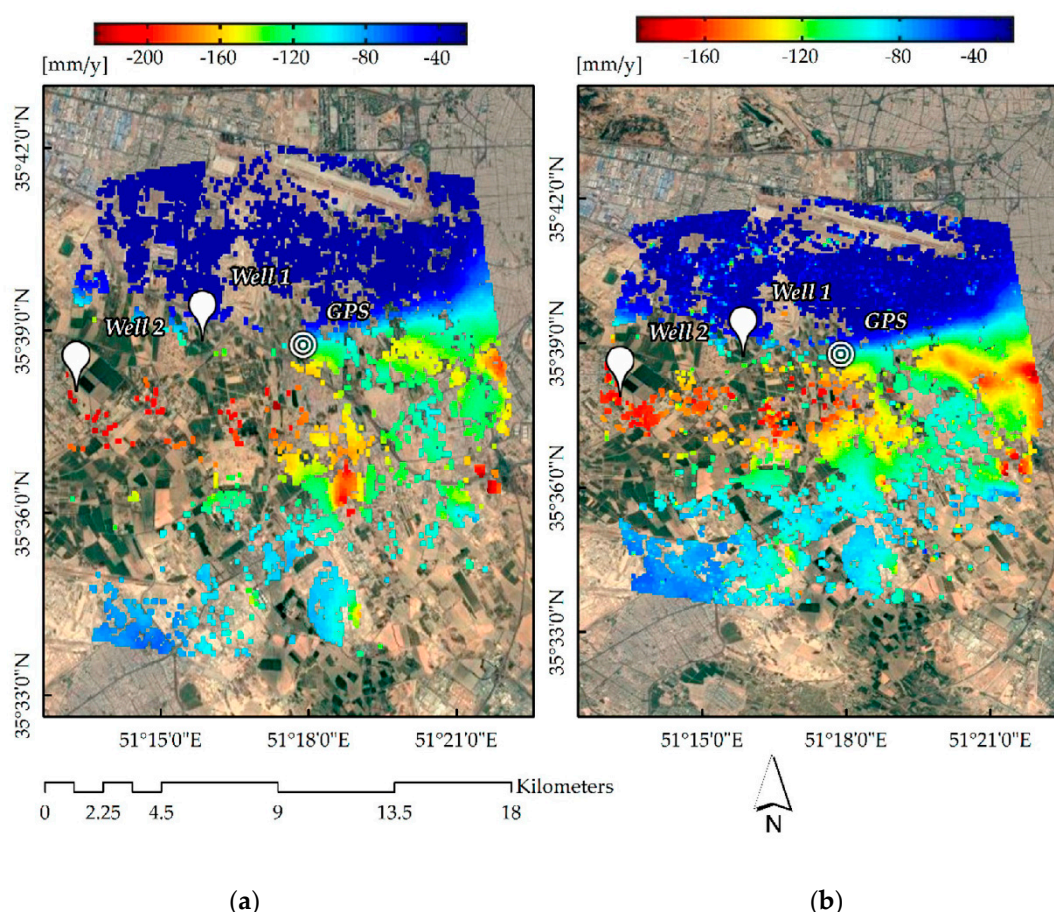 -200 -160 -120 -80 -40
[mm/y]
35°42'0"N
35°39'0"N
35°36'0"N
35°33'0"N
Well 1
Well 2
GPS
51°15'0"E 51°18'0"E 51°21'0"E
0 2.25 4.5 9 13.5 18
Kilometers
(a)
-160 -120 -80 -40
[mm/y]
35°42'0"N
35°39'0"N
35°36'0"N
35°33'0"N
Well 1
Well 2
GPS
51°15'0"E 51°18'0"E 51°21'0"E
N
(b)